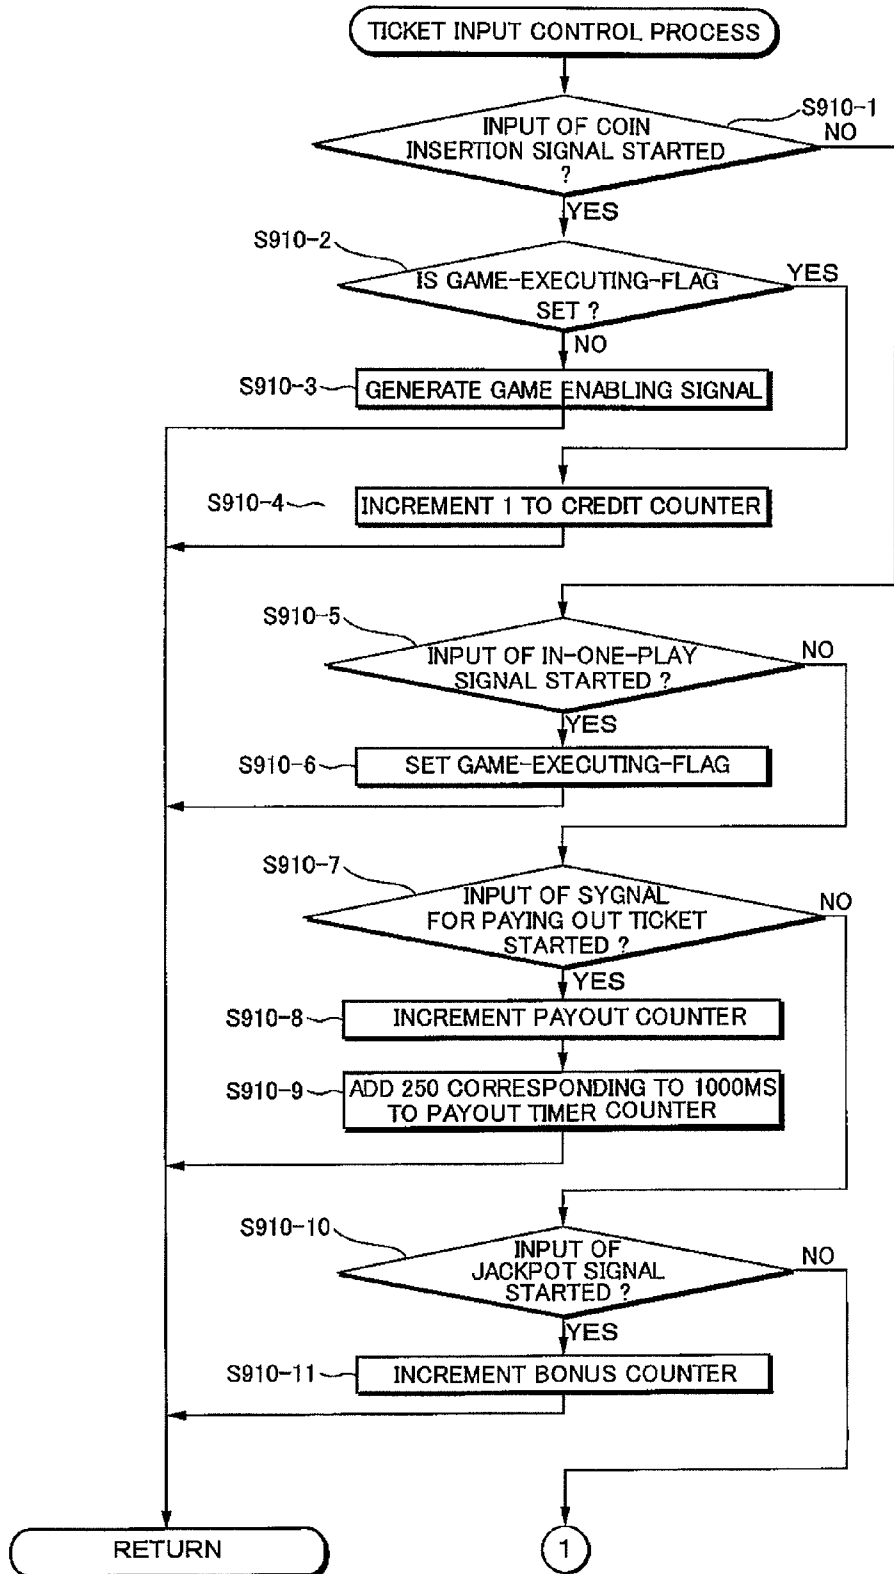 TICKET INPUT CONTROL PROCESS
S910-1
INPUT OF COIN
INSERTION SIGNAL STARTED
?
NO
YES
S910-2
IS GAME-EXECUTING-FLAG
SET ?
YES
NO
S910-3
GENERATE GAME ENABLING SIGNAL
S910-4
INCREMENT 1 TO CREDIT COUNTER
S910-5
INPUT OF IN-ONE-PLAY
SIGNAL STARTED ?
NO
YES
S910-6
SET GAME-EXECUTING-FLAG
S910-7
INPUT OF SYGNAL
FOR PAYING OUT TICKET
STARTED ?
NO
YES
S910-8
INCREMENT PAYOUT COUNTER
S910-9
ADD 250 CORRESPONDING TO 1000MS
TO PAYOUT TIMER COUNTER
S910-10
INPUT OF
JACKPOT SIGNAL
STARTED ?
NO
YES
S910-11
INCREMENT BONUS COUNTER
RETURN
1